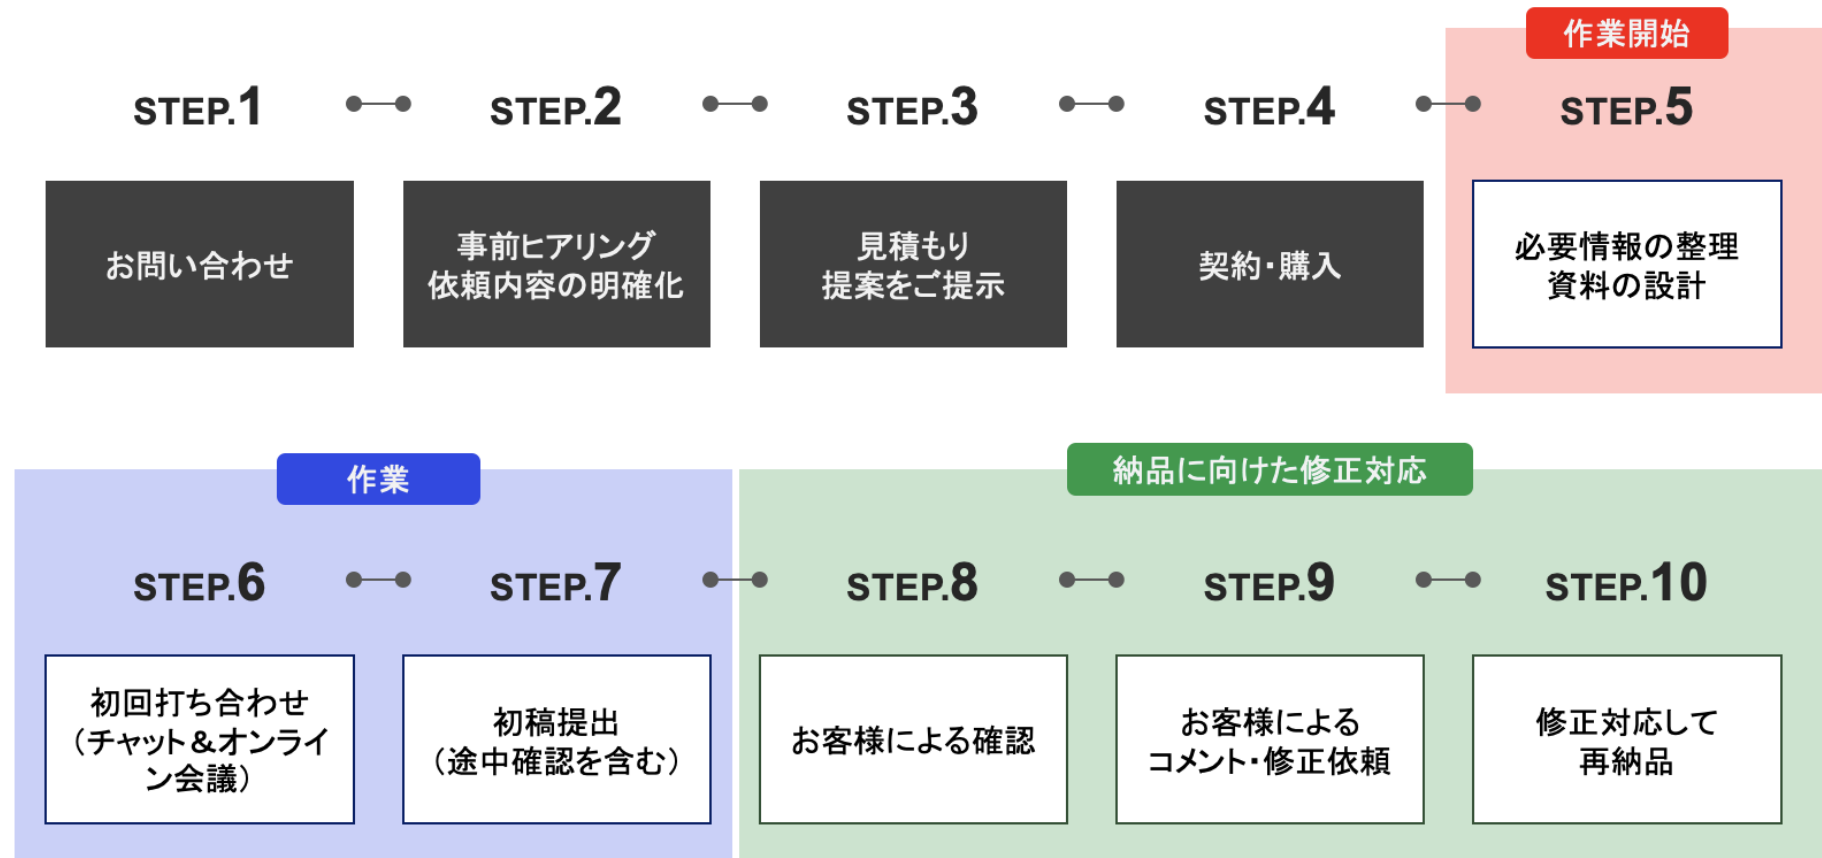 作業開始
STEP.1
STEP.2
STEP.3
STEP.4
STEP.5
お問い合わせ
事前ヒアリング
依頼内容の明確化
見積もり
提案をご提示
契約・購入
必要情報の整理
資料の設計
作業
納品に向けた修正対応
STEP.6
STEP.7
STEP.8
STEP.9
STEP.10
初回打ち合わせ
（チャット＆オンライ
ン会議）
初稿提出
（途中確認を含む）
お客様による確認
お客様による
コメント・修正依頼
修正対応して
再納品